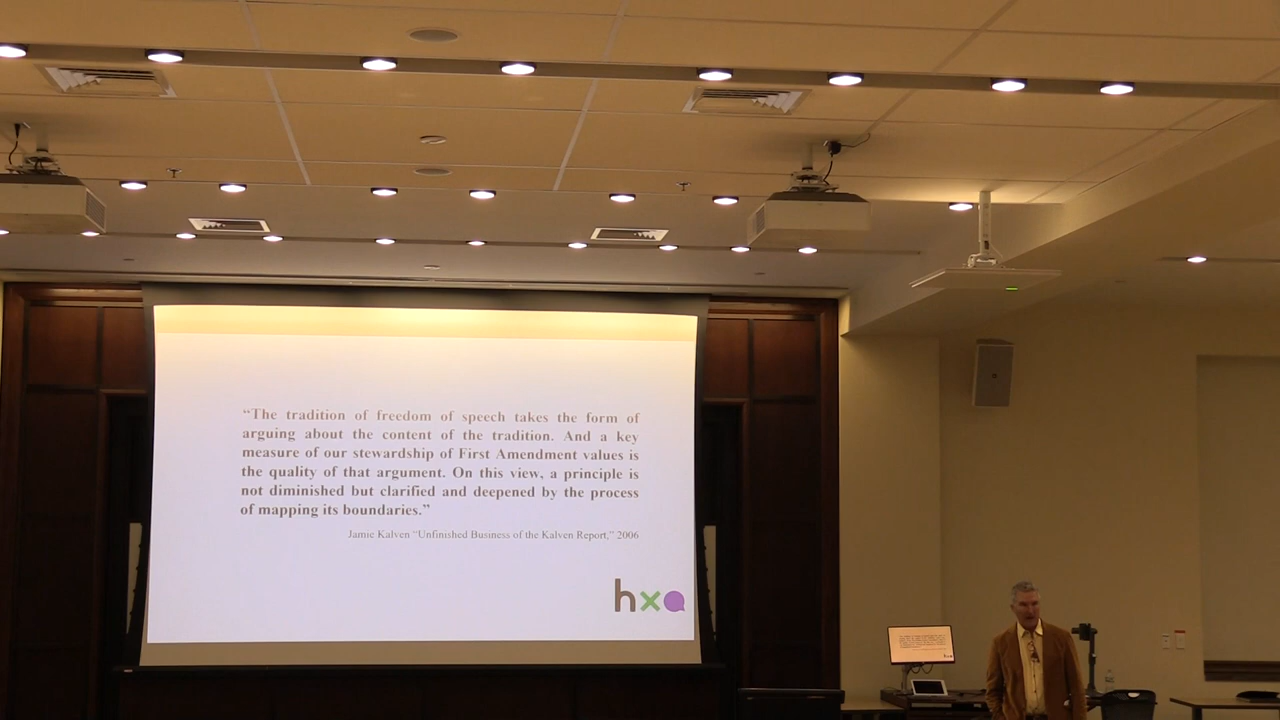 “The tradition of freedom of speech takes the form of
arguing about the content of the tradition. And a key
measure of our stewardship of First Amendment values is
the quality of that argument. On this view, a principle is
not diminished but clarified and deepened by the process
of mapping its boundaries.”
Jamie Kalven “Unfinished Business of the Kalven Report,” 2006
hxa